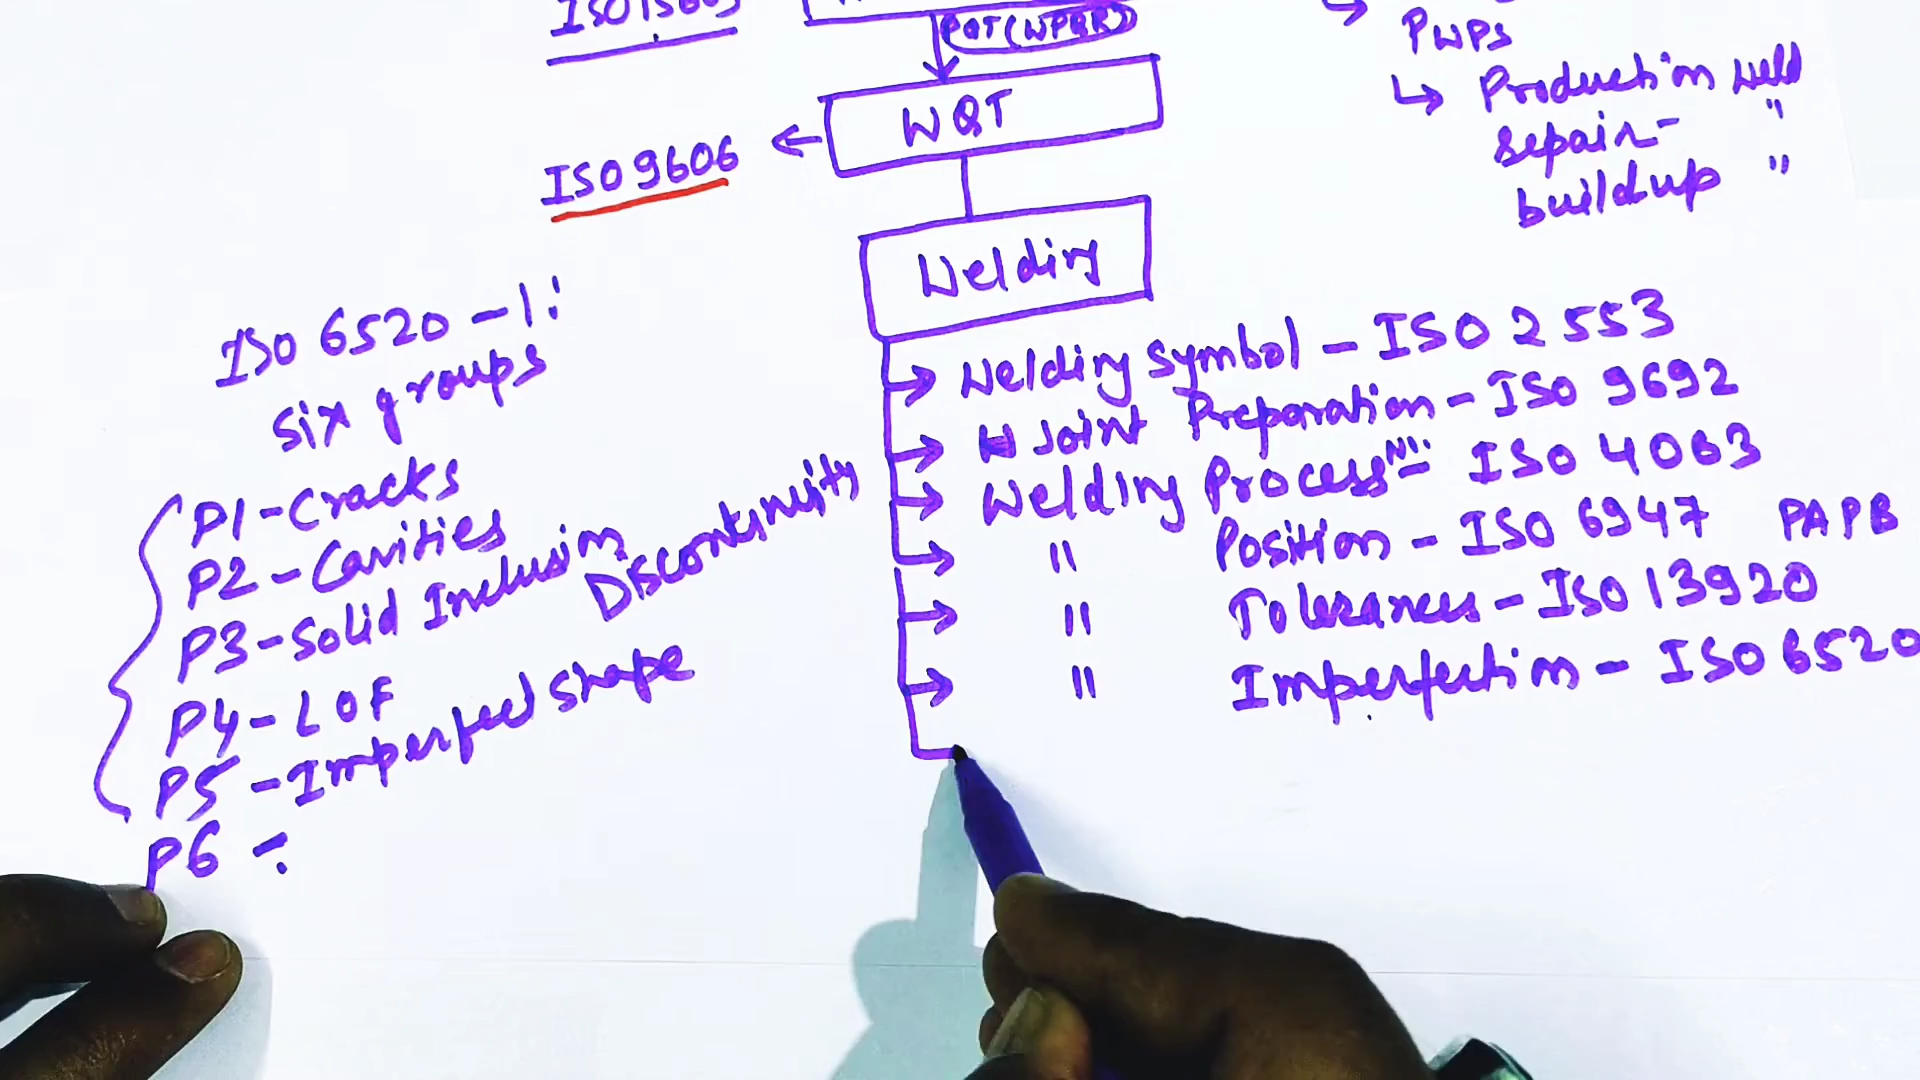 PQT(WPQR)
WQT
ISO 9606
Welding
PWPS
Production weld
Repair- "
buildup "
ISO 6520-1:
six groups
P1-Cracks
P2-Cavities
P3-Solid Inclusion
P4-LOF
P5-Imperfect shape
P6 -
Discontinuity
Welding Symbol - ISO 2553
Joint Preparation - ISO 9692
Welding Process - ISO 4063
" Position - ISO 6947 PA PB
" Tolerances - ISO 13920
" Imperfection - ISO 6520